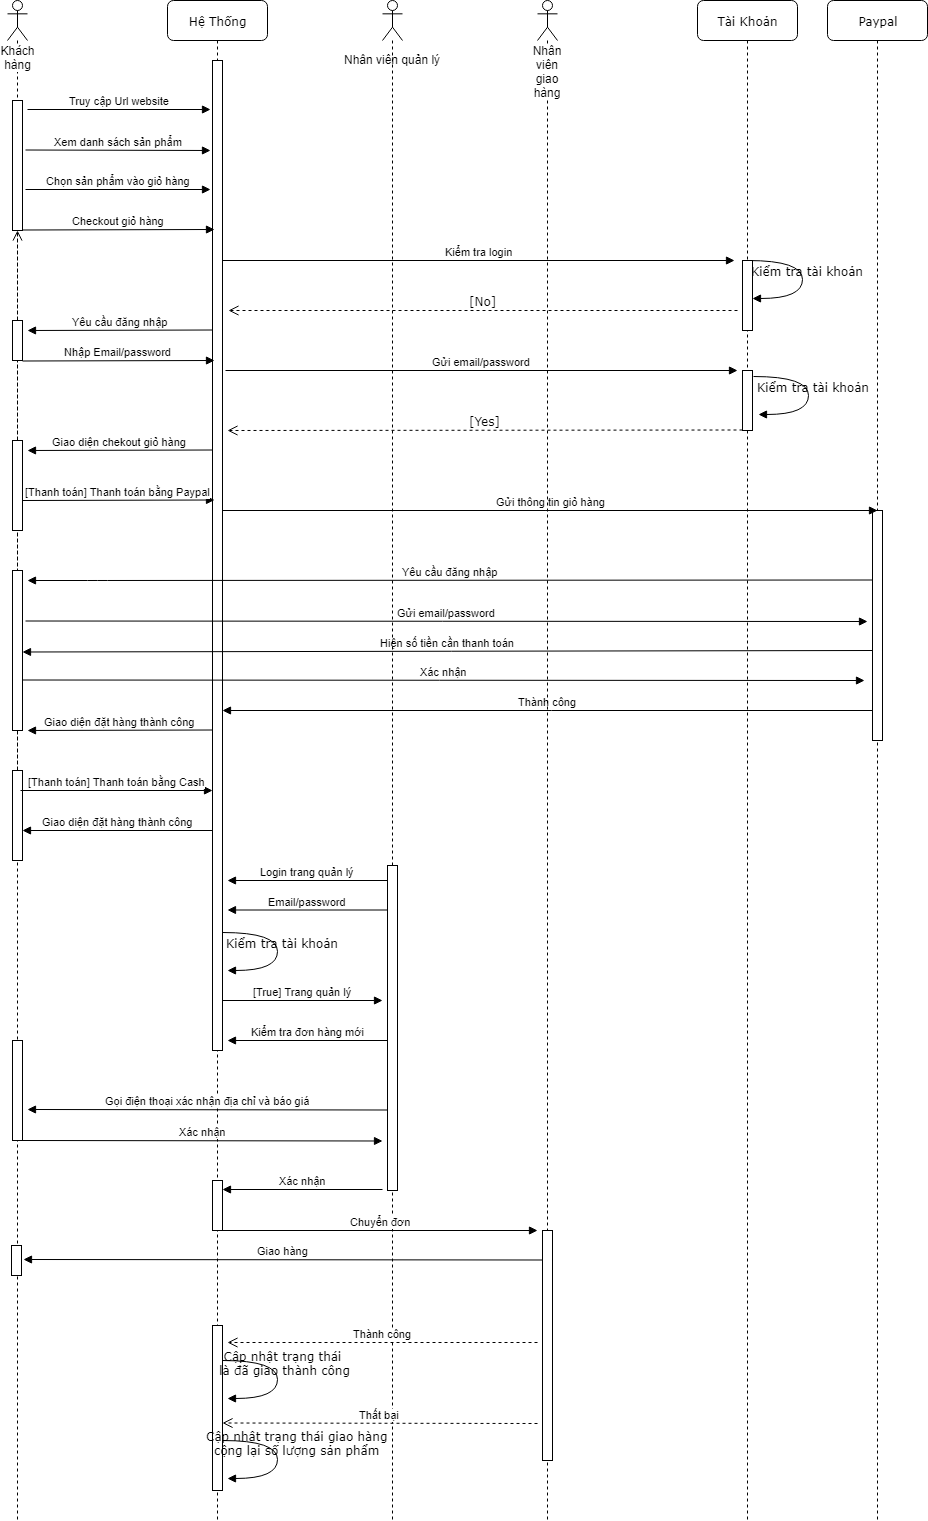 Hệ Thống
Tài Khoản
Paypal
Khách
hàng
Nhân viên quản lý
Nhân
viên
giao
hàng
Truy cập Url website
Xem danh sách sản phẩm
Chọn sản phẩm vào giỏ hàng
Checkout giỏ hàng
Kiểm tra login
Kiểm tra tài khoản
[No]
Yêu cầu đăng nhập
Nhập Email/password
Gửi email/password
Kiểm tra tài khoản
[Yes]
Giao diện chekout giỏ hàng
[Thanh toán] Thanh toán bằng Paypal
Gửi thông tin giỏ hàng
Yêu cầu đăng nhập
Gửi email/password
Hiện số tiền cần thanh toán
Xác nhận
Thành công
Giao diện đặt hàng thành công
[Thanh toán] Thanh toán bằng Cash
Giao diện đặt hàng thành công
Login trang quản lý
Email/password
Kiểm tra tài khoản
[True] Trang quản lý
Kiểm tra đơn hàng mới
Gọi điện thoại xác nhận địa chỉ và báo giá
Xác nhận
Xác nhận
Chuyển đơn
Giao hàng
Thành công
Cập nhật trạng thái
là đã giao thành công
Thất bại
Cập nhật trạng thái giao hàng
cộng lại số lượng sản phẩm